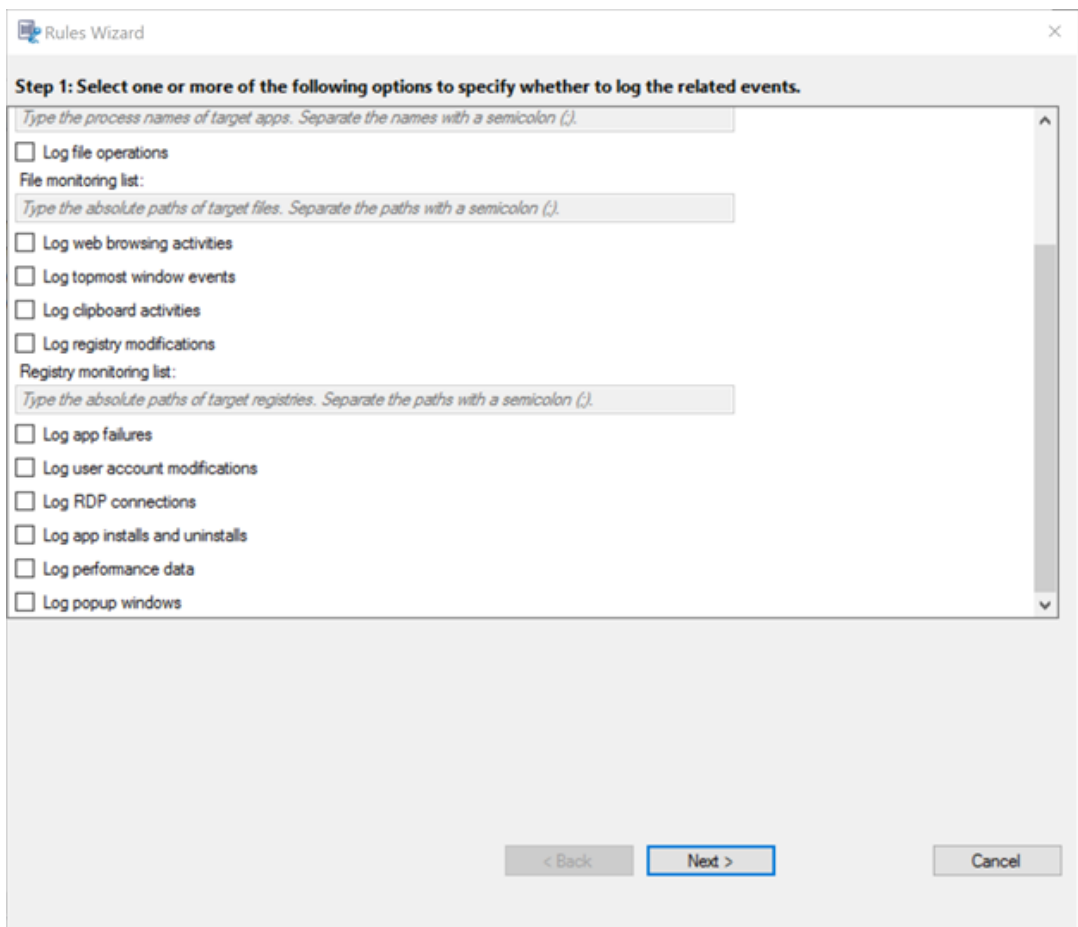 Rules Wizard
Step 1: Select one or more of the following options to specify whether to log the related events.
Type the process names of target apps. Separate the names with a semicolon (;).
Log file operations
File monitoring list:
Type the absolute paths of target files. Separate the paths with a semicolon (;).
Log web browsing activities
Log topmost window events
Log clipboard activities
Log registry modifications
Registry monitoring list:
Type the absolute paths of target registries. Separate the paths with a semicolon (;).
Log app failures
Log user account modifications
Log RDP connections
Log app installs and uninstalls
Log performance data
Log popup windows
< Back Next > Cancel